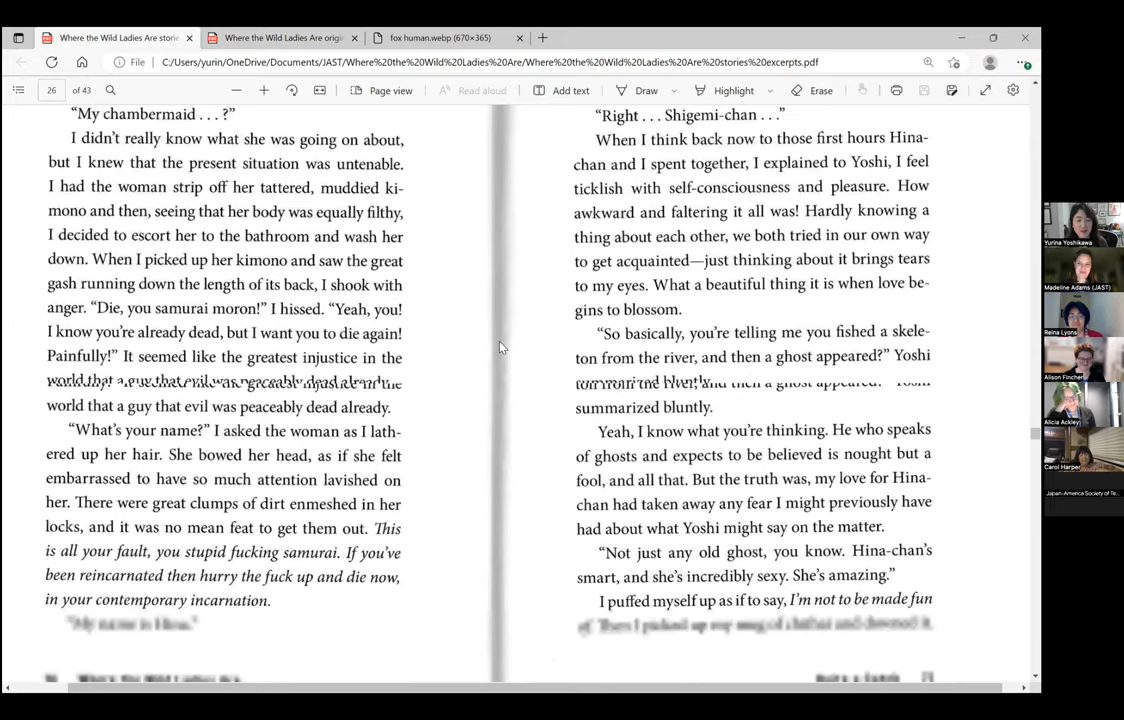 Where the Wild Ladies Are storie
Where the Wild Ladies Are origi
fox human.webp (670×365)
File
C:/Users/yurin/OneDrive/Documents/JAST/Where%20the%20Wild%20Ladies%20Are/Where%20the%20Wild%20Ladies%20Are%20stories%20excerpts.pdf
26 of 43
Page view
Read aloud
Add text
Draw
Highlight
Erase
“My chambermaid . . . ?”
I didn’t really know what she was going on about,
but I knew that the present situation was untenable.
I had the woman strip off her tattered, muddied ki-
mono and then, seeing that her body was equally filthy,
I decided to escort her to the bathroom and wash her
down. When I picked up her kimono and saw the great
gash running down the length of its back, I shook with
anger. “Die, you samurai moron!” I hissed. “Yeah, you!
I know you’re already dead, but I want you to die again!
Painfully!” It seemed like the greatest injustice in the
world that a guy that evil was peaceably dead already.
“What’s your name?” I asked the woman as I lath-
ered up her hair. She bowed her head, as if she felt
embarrassed to have so much attention lavished on
her. There were great clumps of dirt enmeshed in her
locks, and it was no mean feat to get them out. This
is all your fault, you stupid fucking samurai. If you’ve
been reincarnated then hurry the fuck up and die now,
in your contemporary incarnation.
“My name is Hina.”
“Right . . . Shigemi-chan . . .”
When I think back now to those first hours Hina-
chan and I spent together, I explained to Yoshi, I feel
ticklish with self-consciousness and pleasure. How
awkward and faltering it all was! Hardly knowing a
thing about each other, we both tried in our own way
to get acquainted—just thinking about it brings tears
to my eyes. What a beautiful thing it is when love be-
gins to blossom.
“So basically, you’re telling me you fished a skele-
ton from the river, and then a ghost appeared?” Yoshi
summarized bluntly.
Yeah, I know what you’re thinking. He who speaks
of ghosts and expects to be believed is nought but a
fool, and all that. But the truth was, my love for Hina-
chan had taken away any fear I might previously have
had about what Yoshi might say on the matter.
“Not just any old ghost, you know. Hina-chan’s
smart, and she’s incredibly sexy. She’s amazing.”
I puffed myself up as if to say, I’m not to be made fun
of. Then I picked up my mug of chuhai and downed it.
Yurina Yoshikawa
Madeline Adams (JAST)
Reina Lyons
Alison Fincher
Alicia Ackley
Carol Harper
Japan-America Society of Te...